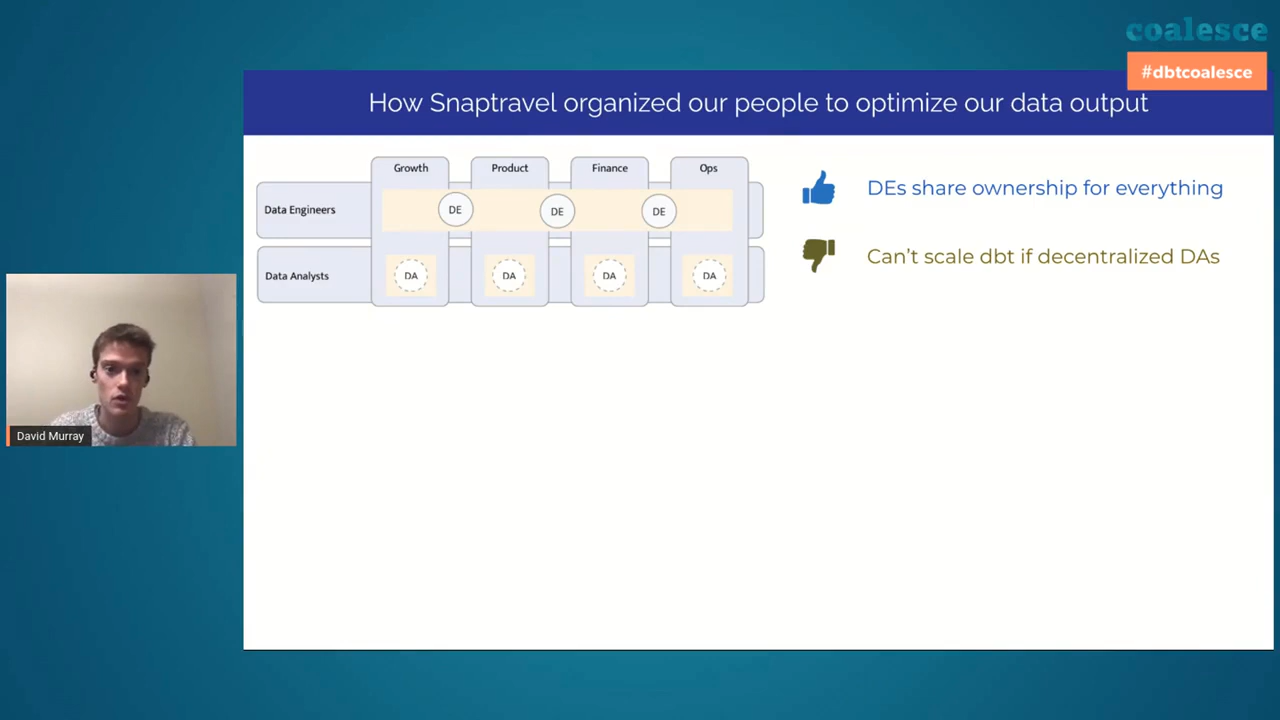 coalesce
#dbtcoalesce
How Snaptravel organized our people to optimize our data output
Growth Product Finance Ops
Data Engineers DE DE DE
Data Analysts DA DA DA DA
DEs share ownership for everything
Can’t scale dbt if decentralized DAs
David Murray